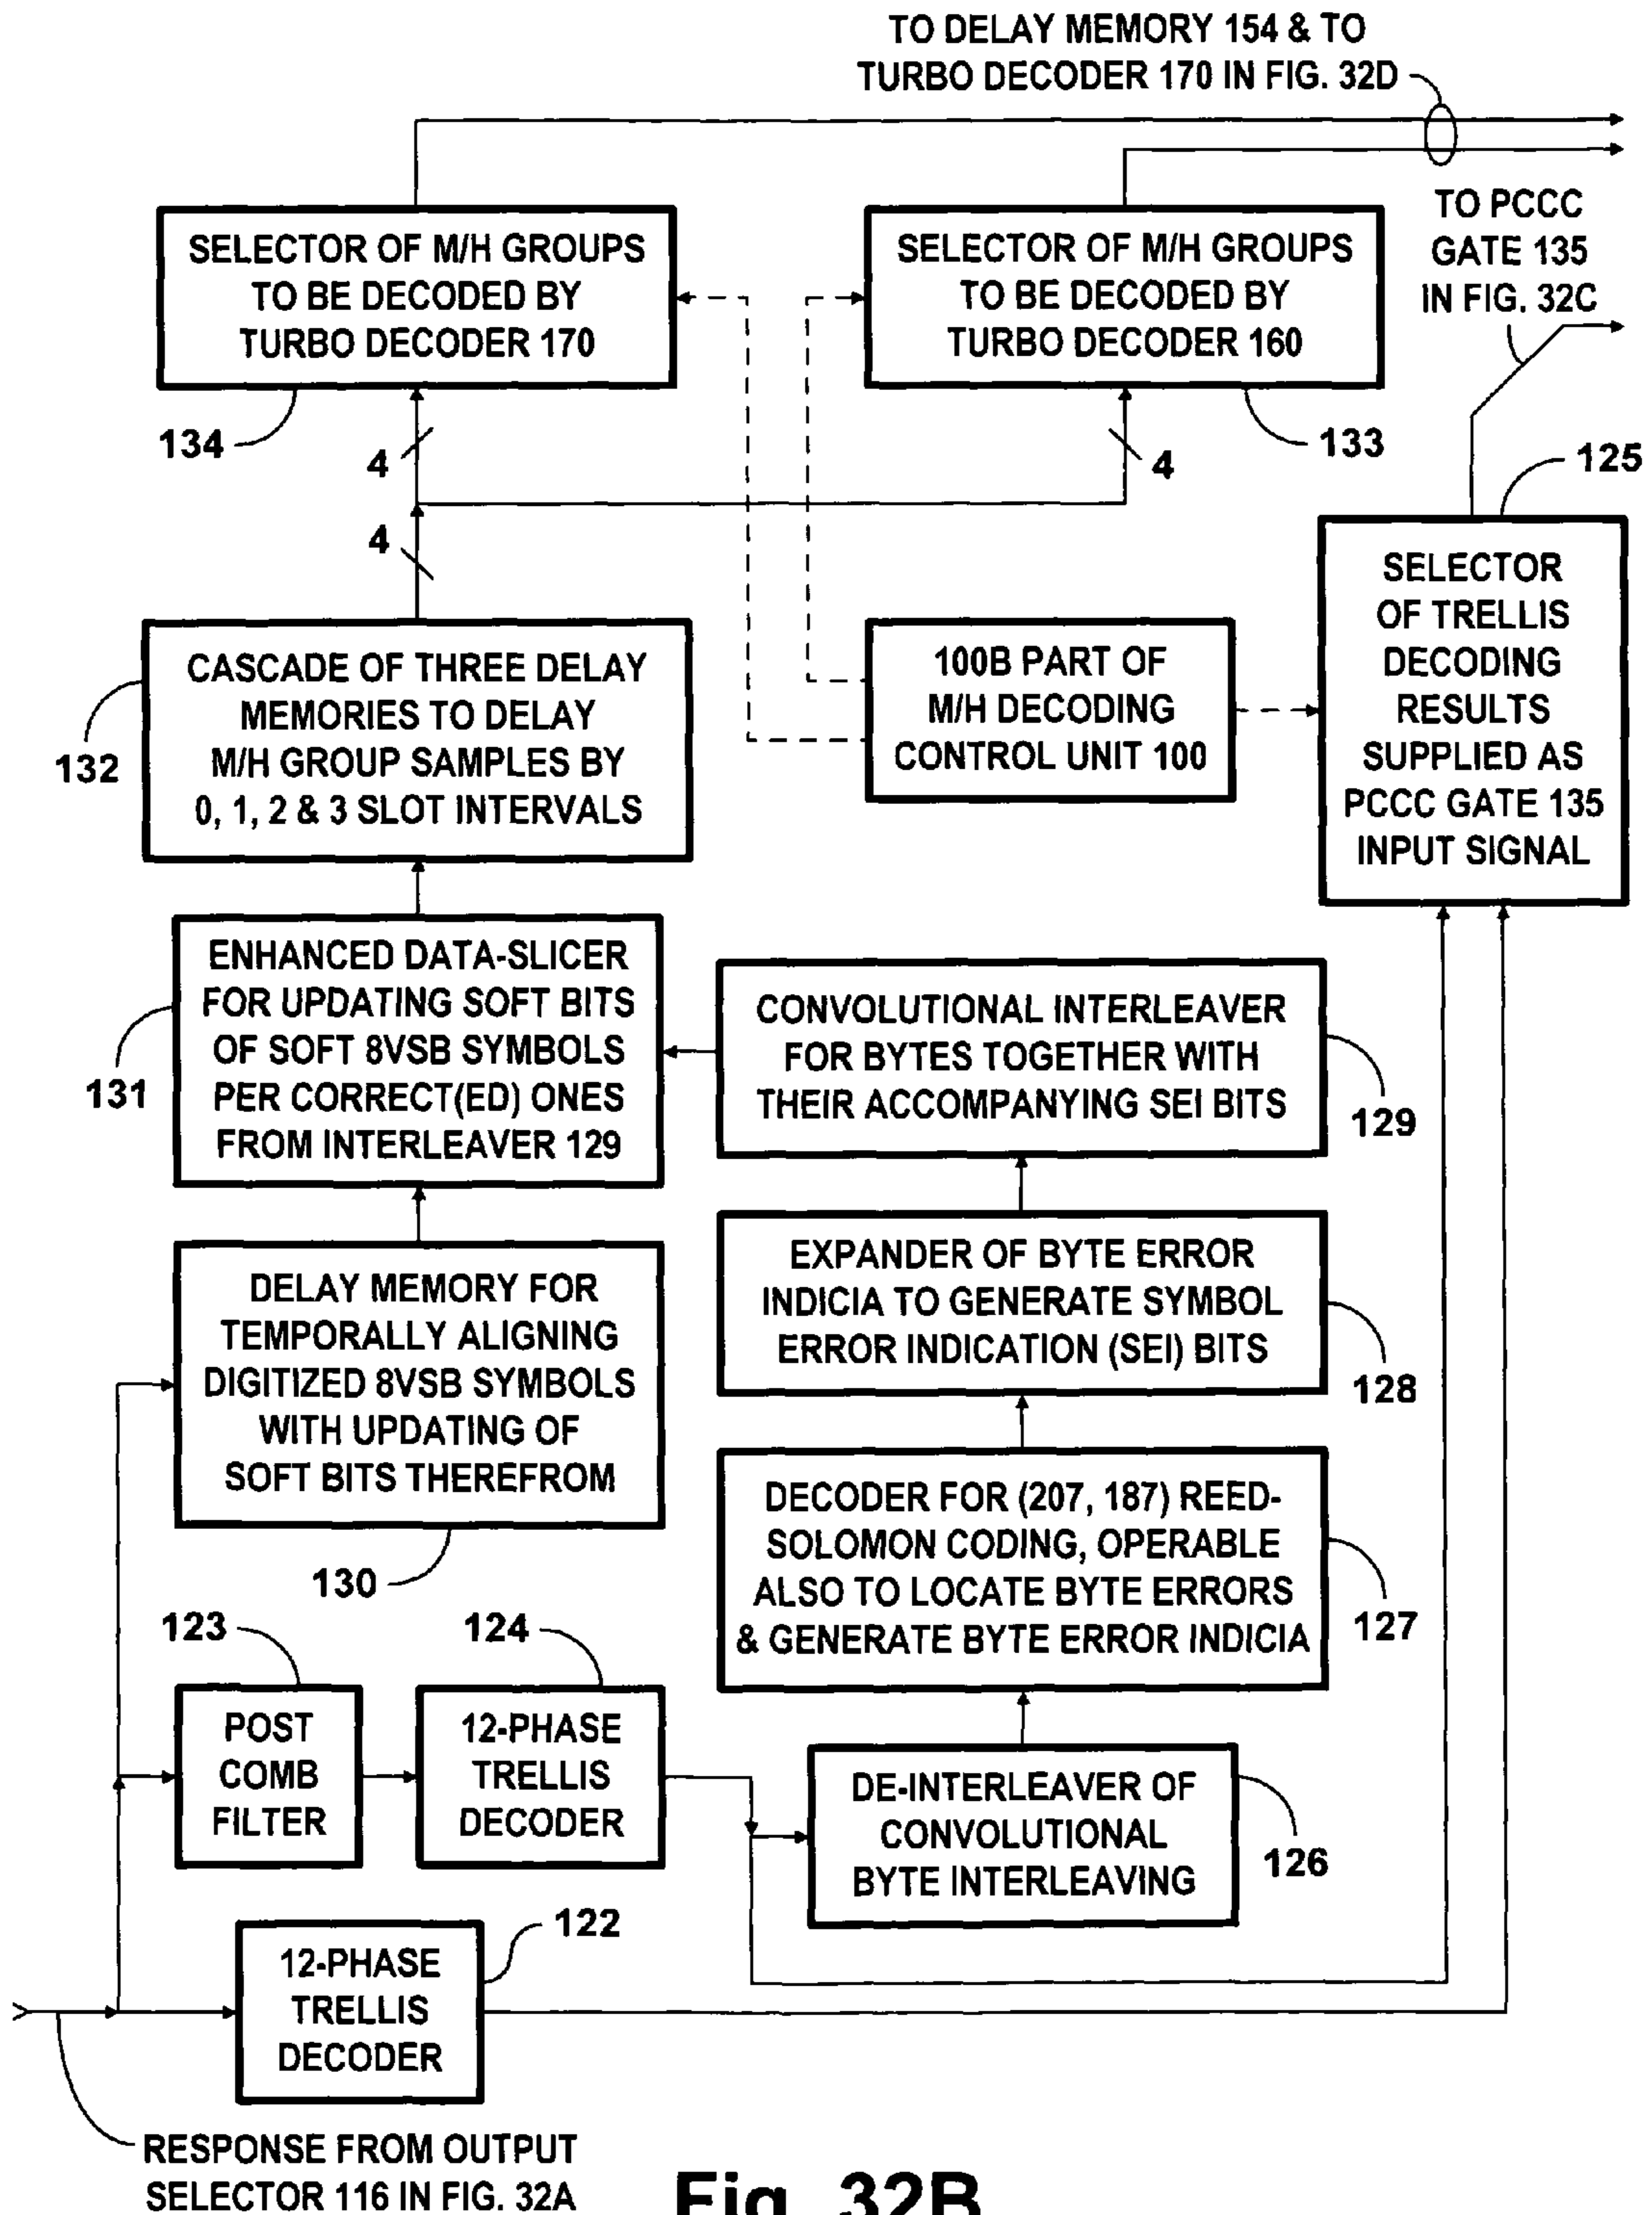 TO DELAY MEMORY 154 & TO
TURBO DECODER 170 IN FIG. 32D
TO PCCC
GATE 135
IN FIG. 32C
SELECTOR OF M/H GROUPS
TO BE DECODED BY
TURBO DECODER 170
134
SELECTOR OF M/H GROUPS
TO BE DECODED BY
TURBO DECODER 160
133
4
4
4
125
SELECTOR
OF TRELLIS
DECODING
RESULTS
SUPPLIED AS
PCCC GATE 135
INPUT SIGNAL
CASCADE OF THREE DELAY
MEMORIES TO DELAY
M/H GROUP SAMPLES BY
0, 1, 2 & 3 SLOT INTERVALS
132
100B PART OF
M/H DECODING
CONTROL UNIT 100
ENHANCED DATA-SLICER
FOR UPDATING SOFT BITS
OF SOFT 8VSB SYMBOLS
PER CORRECT(ED) ONES
FROM INTERLEAVER 129
131
CONVOLUTIONAL INTERLEAVER
FOR BYTES TOGETHER WITH
THEIR ACCOMPANYING SEI BITS
129
EXPANDER OF BYTE ERROR
INDICIA TO GENERATE SYMBOL
ERROR INDICATION (SEI) BITS
128
DELAY MEMORY FOR
TEMPORALLY ALIGNING
DIGITIZED 8VSB SYMBOLS
WITH UPDATING OF
SOFT BITS THEREFROM
130
DECODER FOR (207, 187) REED-
SOLOMON CODING, OPERABLE
ALSO TO LOCATE BYTE ERRORS
& GENERATE BYTE ERROR INDICIA
127
123
POST
COMB
FILTER
124
12-PHASE
TRELLIS
DECODER
DE-INTERLEAVER OF
CONVOLUTIONAL
BYTE INTERLEAVING
126
122
12-PHASE
TRELLIS
DECODER
RESPONSE FROM OUTPUT
SELECTOR 116 IN FIG. 32A
Fig. 32B